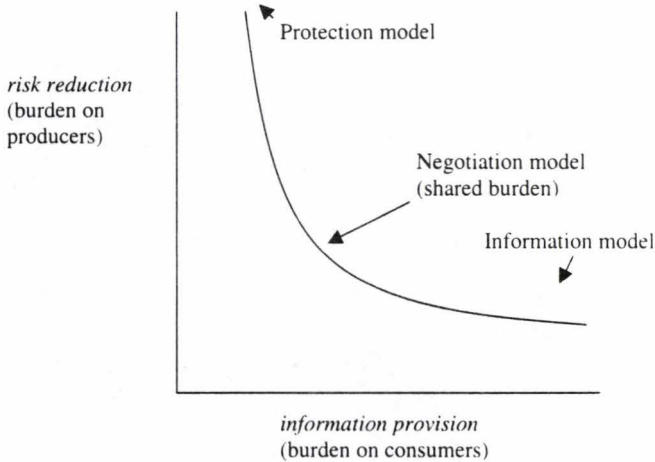 Protection model
risk reduction
(burden on
producers)
Negotiation model
(shared burden)
Information model
information provision
(burden on consumers)